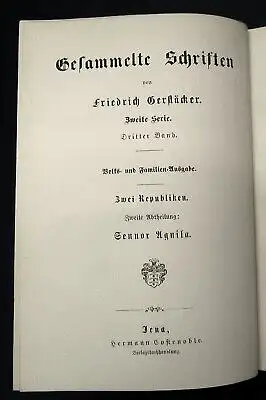 Gesammelte Schriften
von
Friedrich Gerstäcker.
Zweite Serie.
Dritter Band.
Volks- und Familien-Ausgabe.
Zwei Republiken.
Zweite Abtheilung:
Sennor Aguila.
Jena,
Hermann Costenoble.
Verlagsbuchhandlung.